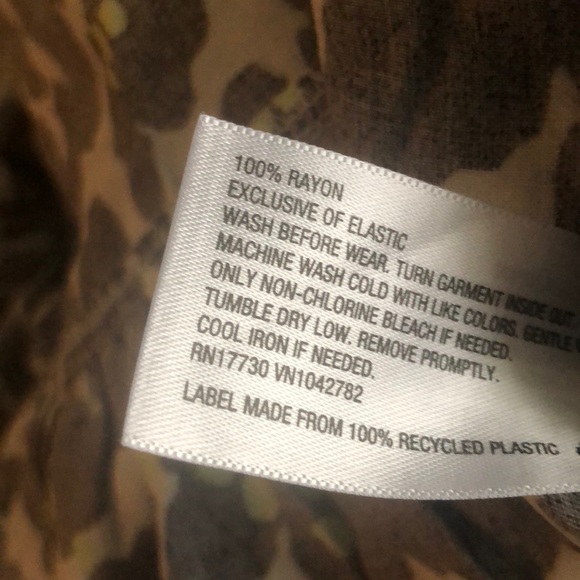 100% RAYON
EXCLUSIVE OF ELASTIC
WASH BEFORE WEAR. TURN GARMENT INSIDE OUT.
MACHINE WASH COLD WITH LIKE COLORS. GENTLE
ONLY NON-CHLORINE BLEACH IF NEEDED.
TUMBLE DRY LOW. REMOVE PROMPTLY.
COOL IRON IF NEEDED.
RN17730 VN1042782
LABEL MADE FROM 100% RECYCLED PLASTIC